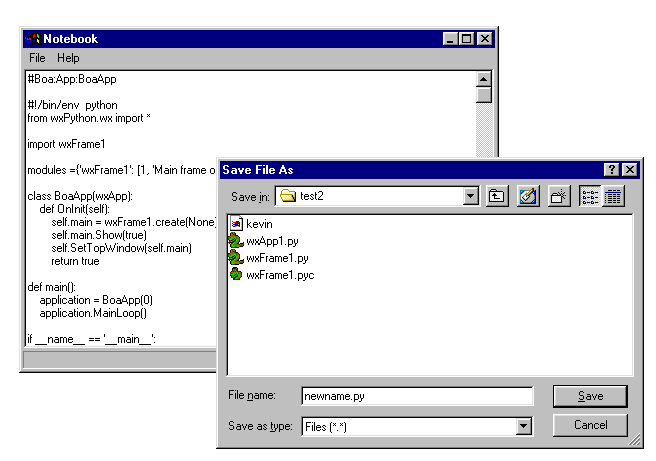 Notebook
File Help
#Boa:App:BoaApp
#!/bin/env python
from wxPython.wx import *
import wxFrame1
modules ={'wxFrame1': [1, 'Main frame o
class BoaApp(wxApp):
def OnInit(self):
self.main = wxFrame1.create(None)
self.main.Show(true)
self.SetTopWindow(self.main)
return true
def main():
application = BoaApp(0)
application.MainLoop()
if __name__ == '__main__':
Save File As
Save in: test2
kevin
wxApp1.py
wxFrame1.py
wxFrame1.pyc
File name: newname.py Save
Save as type: Files (*.*) Cancel